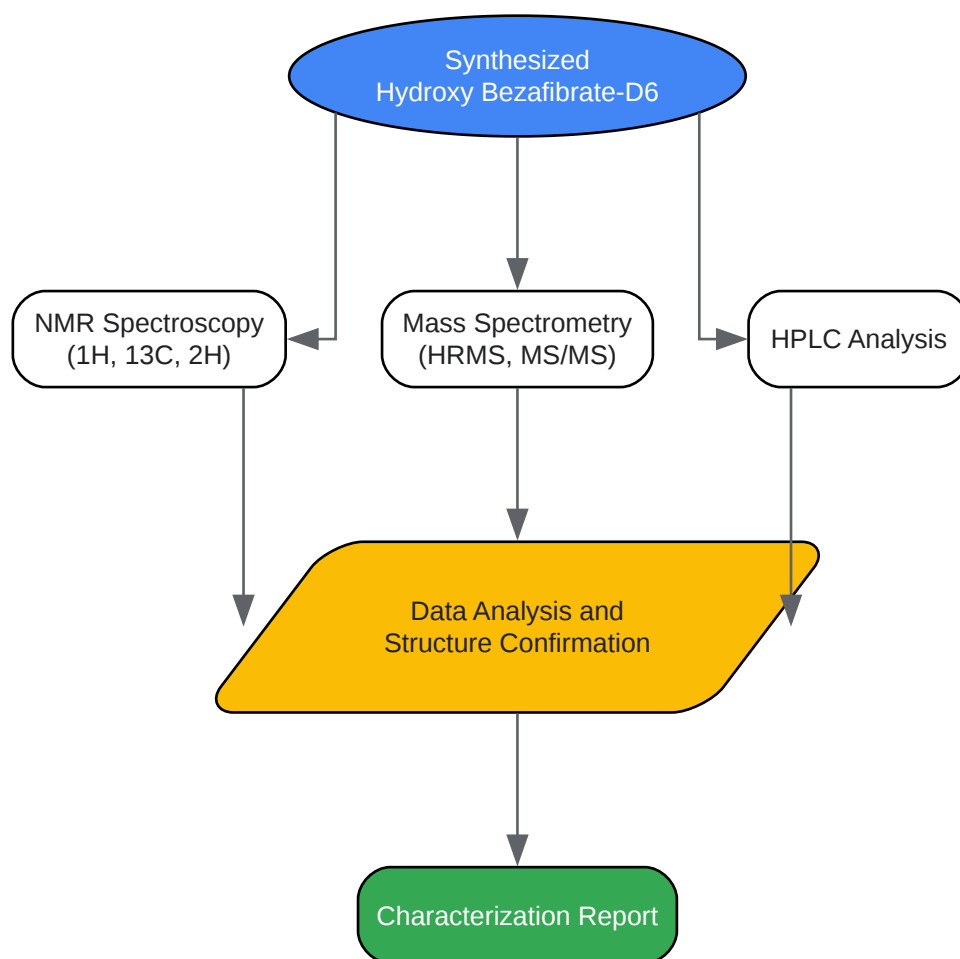 Synthesized
Hydroxy Bezafibrate-D6
NMR Spectroscopy
(1H, 13C, 2H)
Mass Spectrometry
(HRMS, MS/MS)
HPLC Analysis
Data Analysis and
Structure Confirmation
Characterization Report